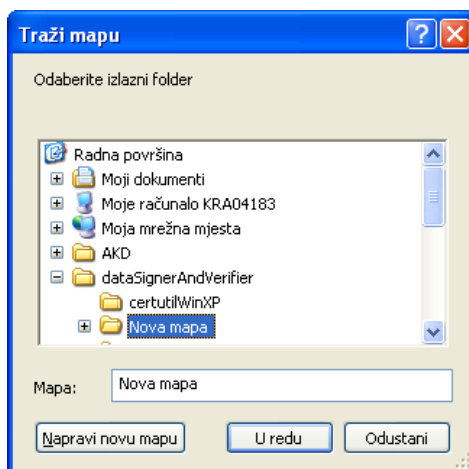 Traži mapu
Odaberite izlazni folder
Radna površina
Moji dokumenti
Moje računalo KRA04183
Moja mrežna mjesta
AKD
dataSignerAndVerifier
certutilWinXP
Nova mapa
Mapa: Nova mapa
Napravi novu mapu U redu Odustani